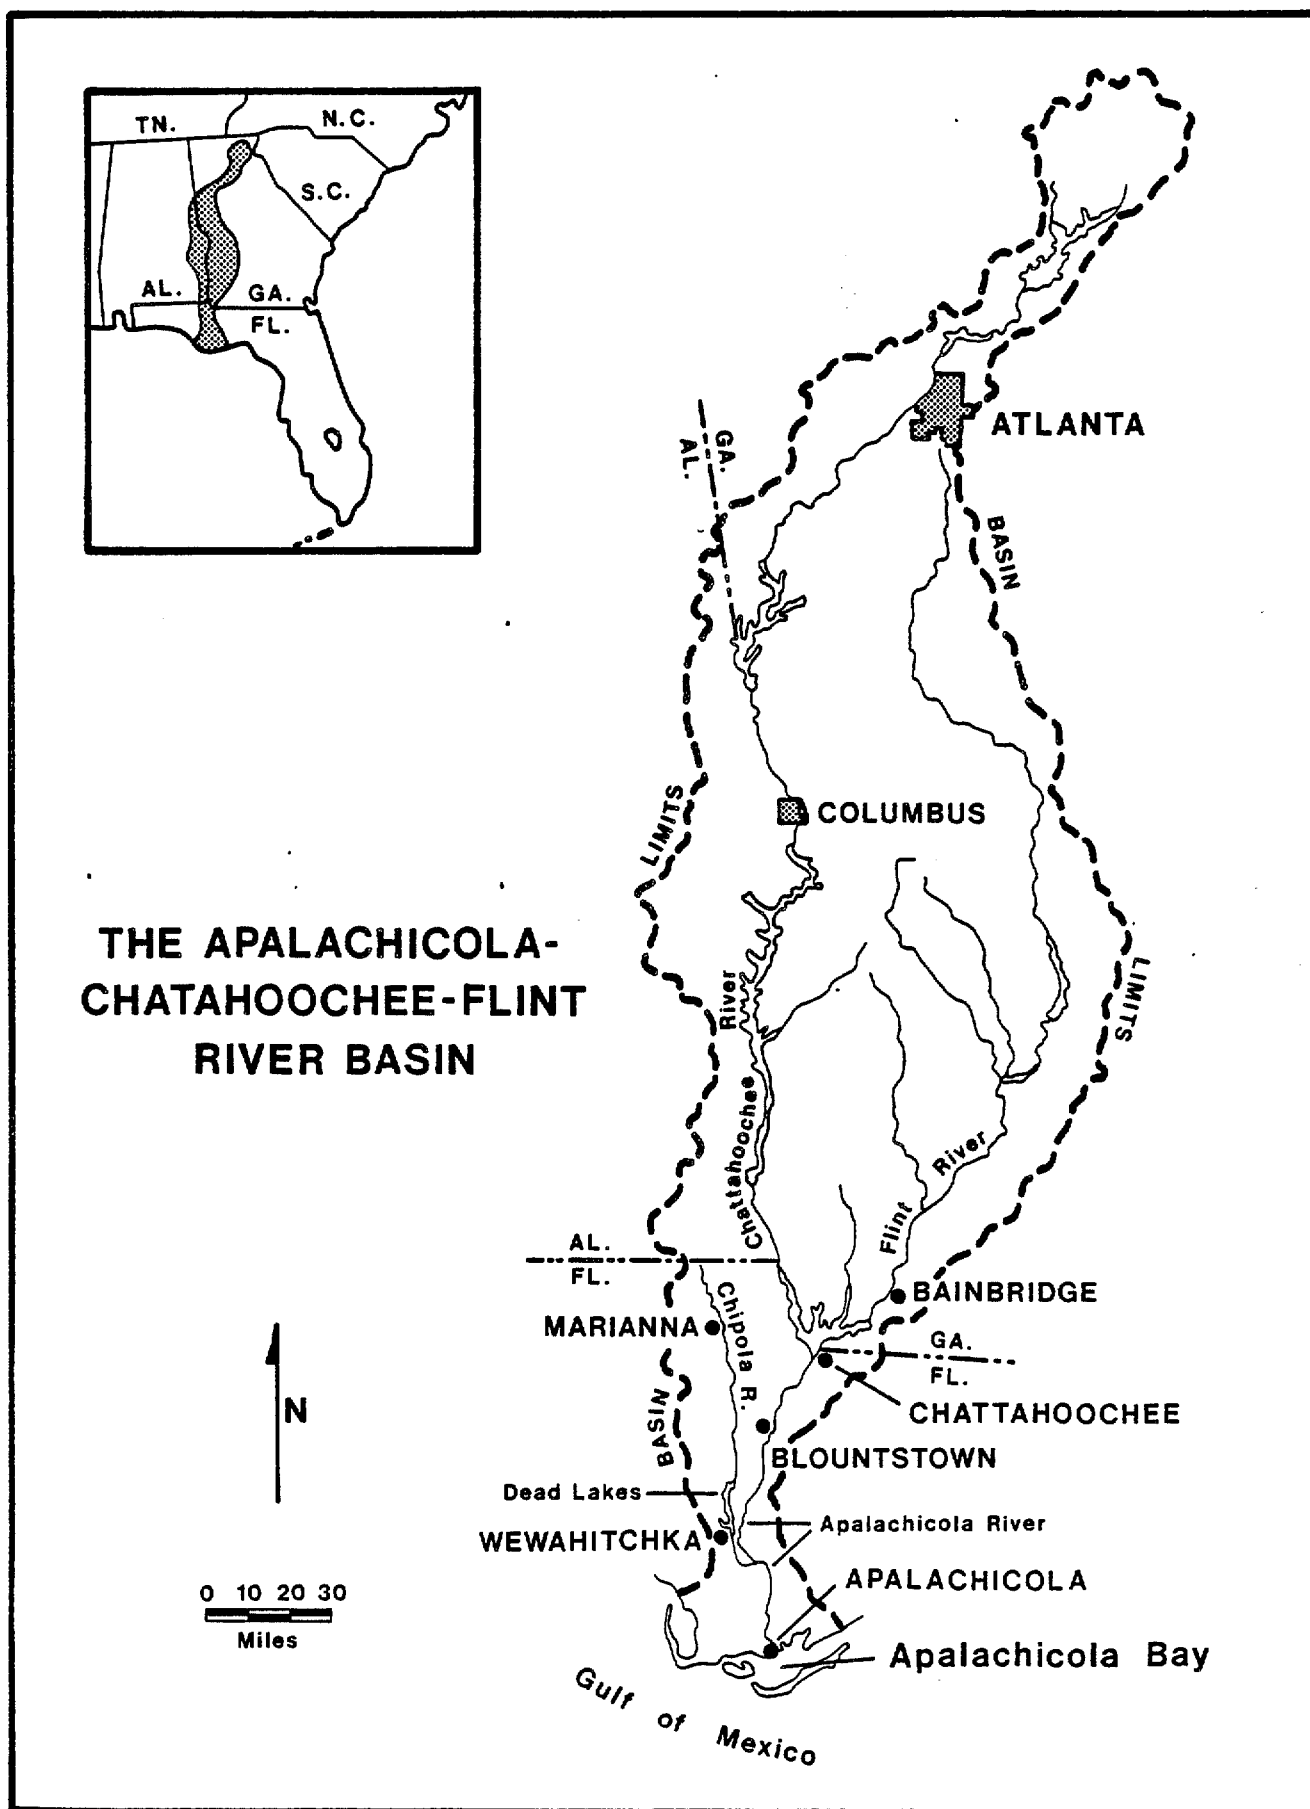 TN.
N.C.
S.C.
AL.
GA.
FL.
GA.
AL.
ATLANTA
BASIN
LIMITS
COLUMBUS
THE APALACHICOLA-
CHATAHOOCHEE-FLINT
RIVER BASIN
LIMITS
Chattahoochee River
Flint River
AL.
FL.
Chipola R.
BAINBRIDGE
MARIANNA
GA.
FL.
CHATTAHOOCHEE
BASIN
N
BLOUNTSTOWN
Dead Lakes
Apalachicola River
WEWAHITCHKA
APALACHICOLA
0 10 20 30
Miles
Apalachicola Bay
Gulf of Mexico